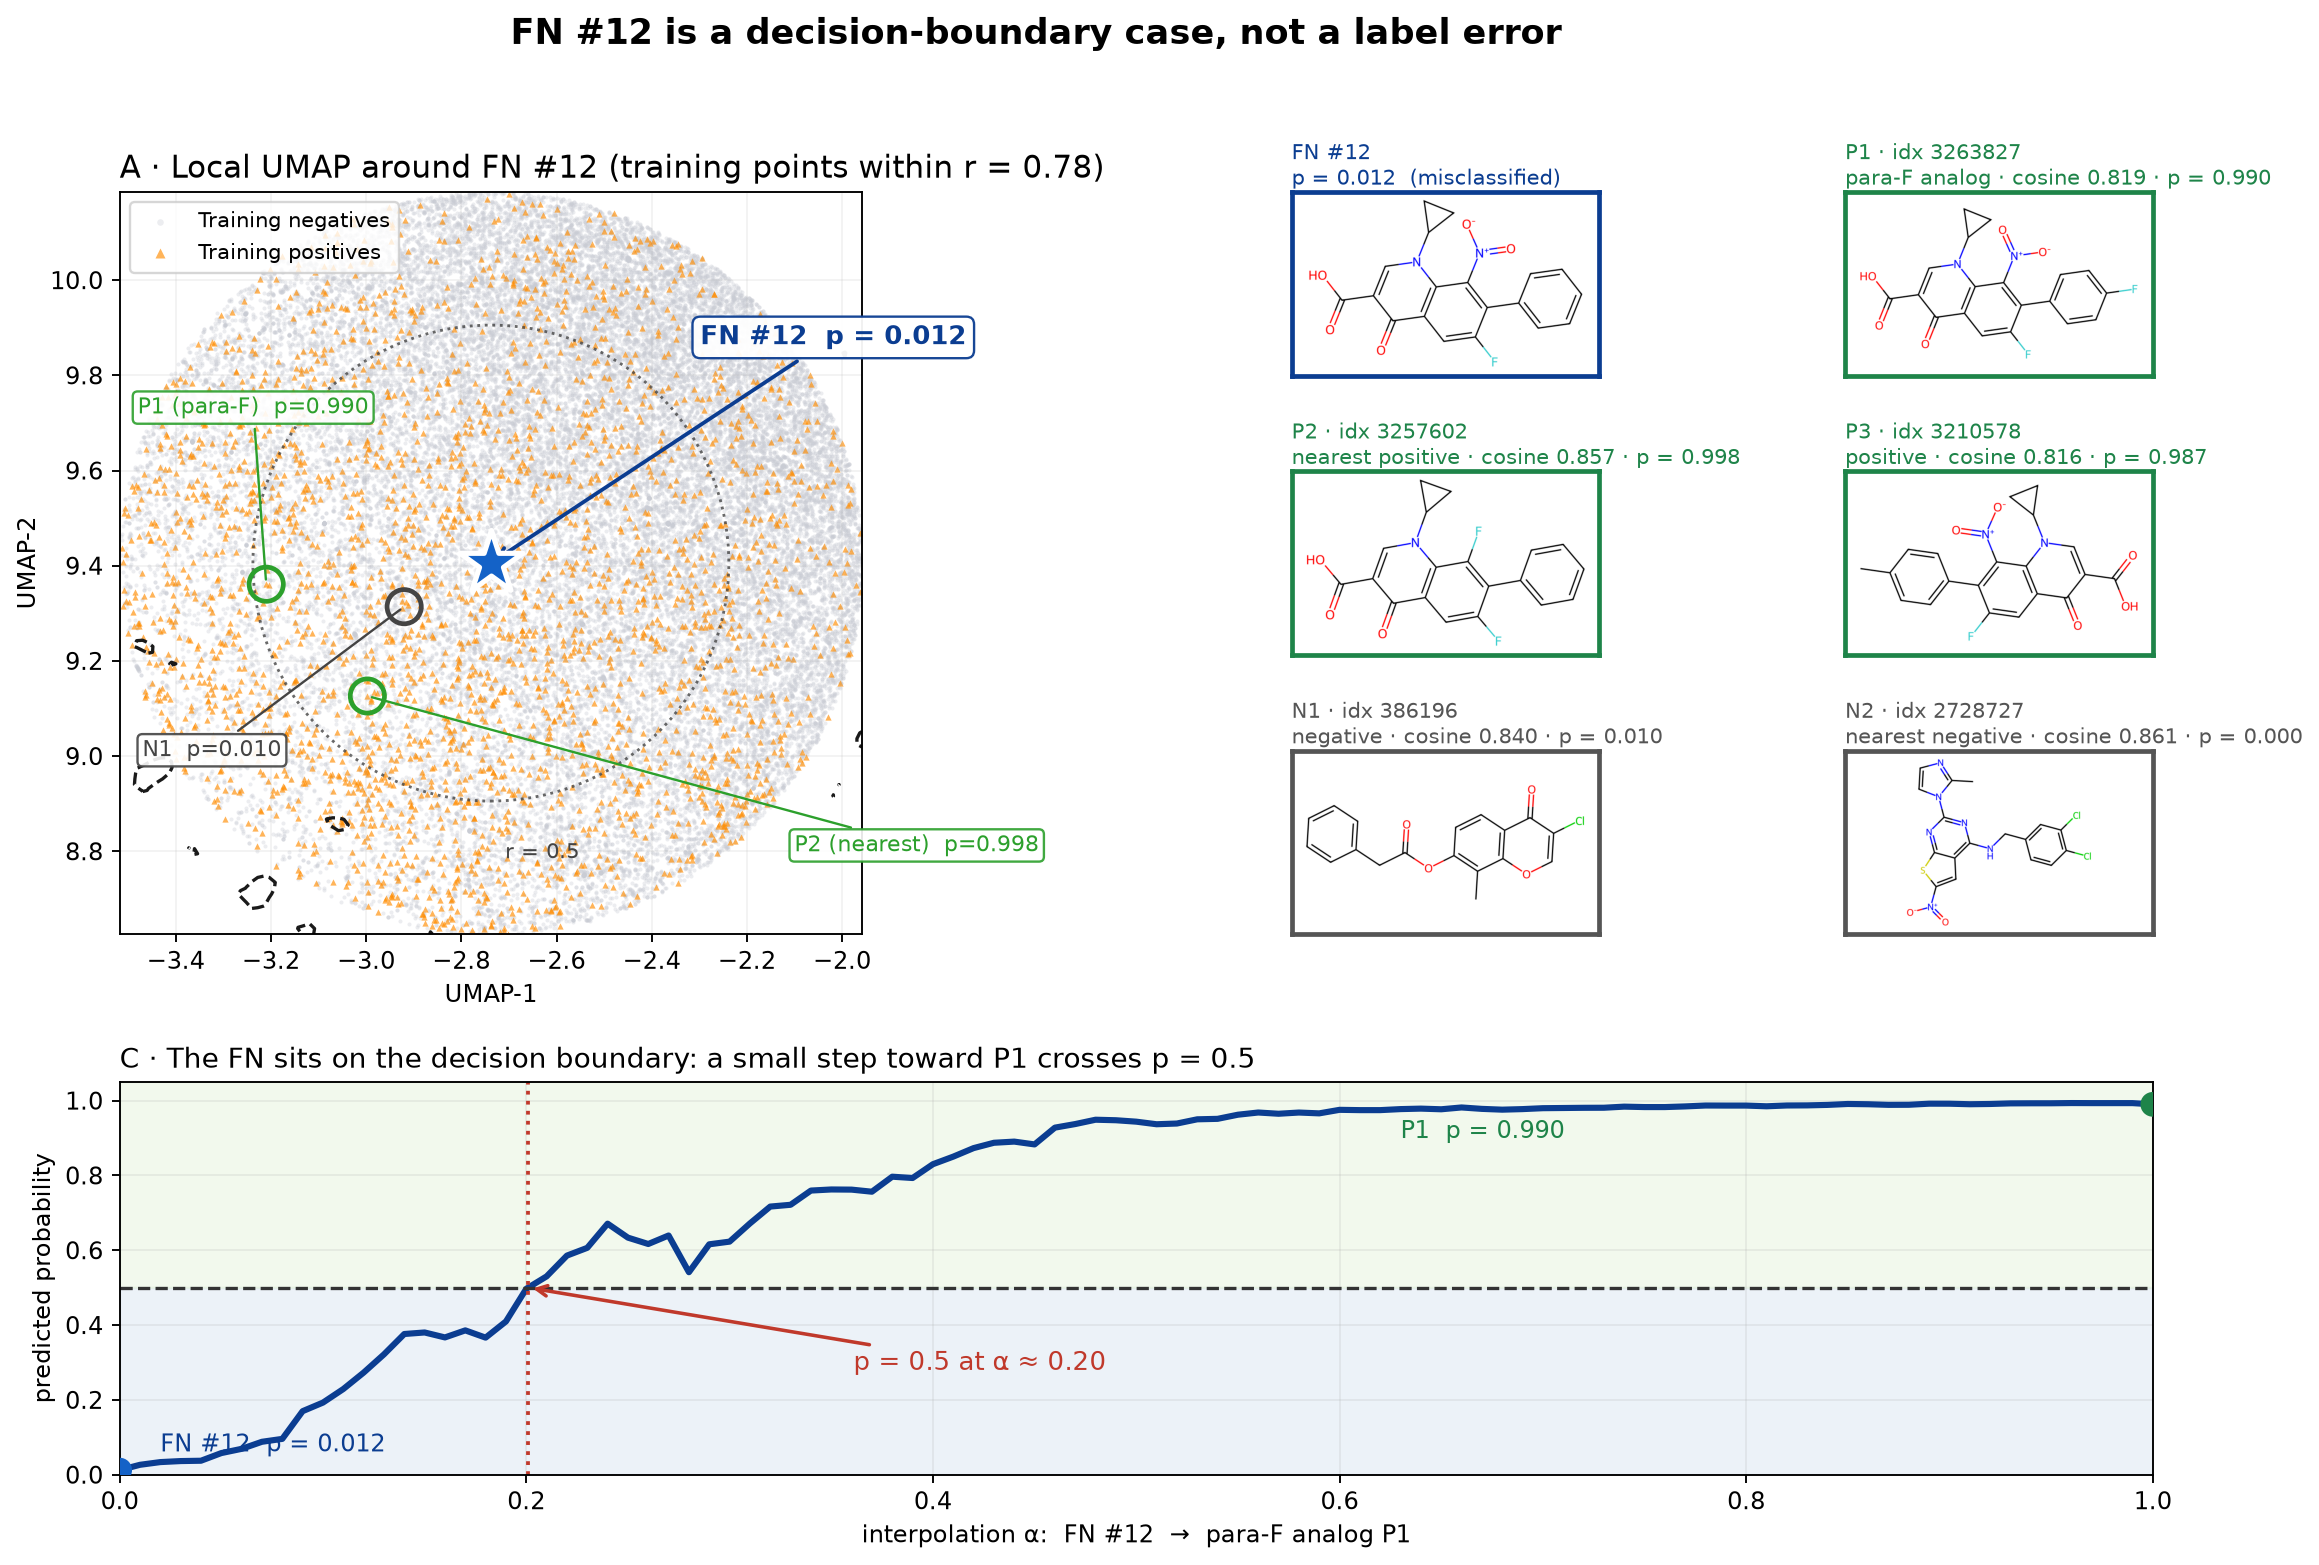 FN #12 is a decision-boundary case, not a label error
A · Local UMAP around FN #12 (training points within r = 0.78)
Training negatives
Training positives
FN #12  p = 0.012
P1 (para-F)  p=0.990
N1  p=0.010
P2 (nearest)  p=0.998
r = 0.5
10.0
9.8
9.6
9.4
9.2
9.0
8.8
UMAP-2
−3.4 −3.2 −3.0 −2.8 −2.6 −2.4 −2.2 −2.0
UMAP-1
FN #12
p = 0.012  (misclassified)
HO
O
O
N
O⁻
N⁺
O
F
P1 · idx 3263827
para-F analog · cosine 0.819 · p = 0.990
HO
O
O
N
O
N⁺
O⁻
F
F
P2 · idx 3257602
nearest positive · cosine 0.857 · p = 0.998
HO
O
O
N
F
F
P3 · idx 3210578
positive · cosine 0.816 · p = 0.987
O⁻
O
N⁺
N
O
OH
O
F
N1 · idx 386196
negative · cosine 0.840 · p = 0.010
O
O
O
Cl
O
N2 · idx 2728727
nearest negative · cosine 0.861 · p = 0.000
N
N
N
N
S
N
H
Cl
Cl
O⁻
N⁺
O
C · The FN sits on the decision boundary: a small step toward P1 crosses p = 0.5
1.0
0.8
0.6
0.4
0.2
0.0
predicted probability
P1  p = 0.990
p = 0.5 at α ≈ 0.20
FN #12  p = 0.012
0.0 0.2 0.4 0.6 0.8 1.0
interpolation α:  FN #12  →  para-F analog P1